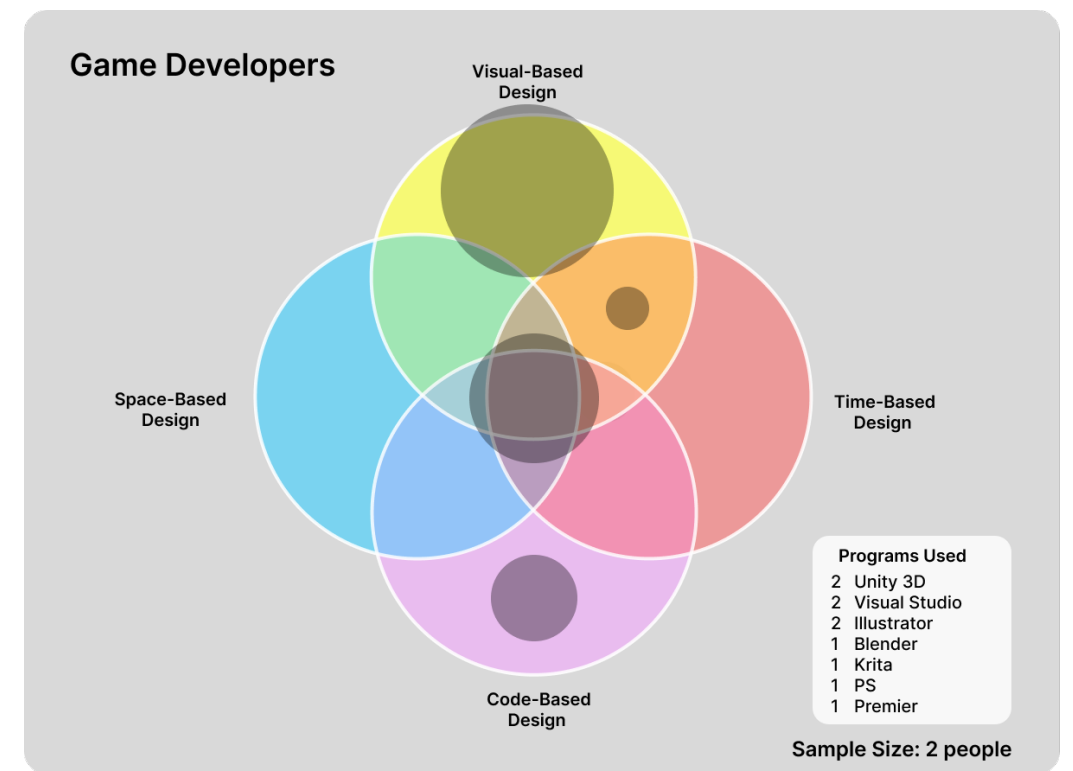 Game Developers
Visual-Based
Design
Space-Based
Design
Time-Based
Design
Code-Based
Design
Programs Used
2 Unity 3D
2 Visual Studio
2 Illustrator
1 Blender
1 Krita
1 PS
1 Premier
Sample Size: 2 people